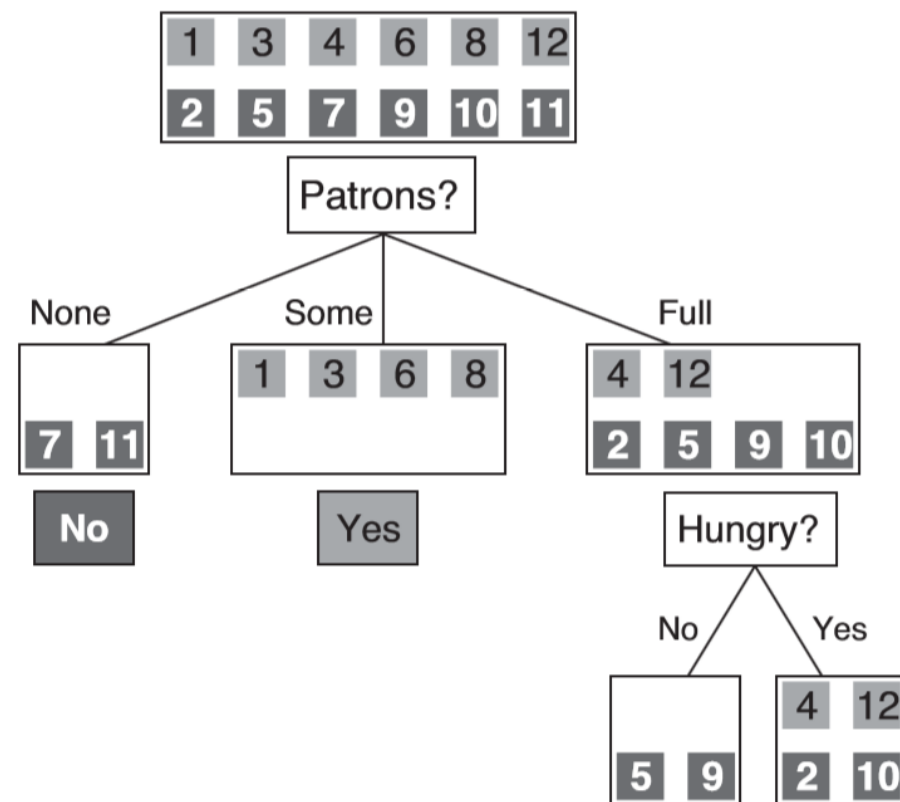 1 3 4 6 8 12
2 5 7 9 10 11
Patrons?
None Some Full
1 3 6 8 4 12
7 11 2 5 9 10
No Yes Hungry?
No Yes
4 12
5 9 2 10